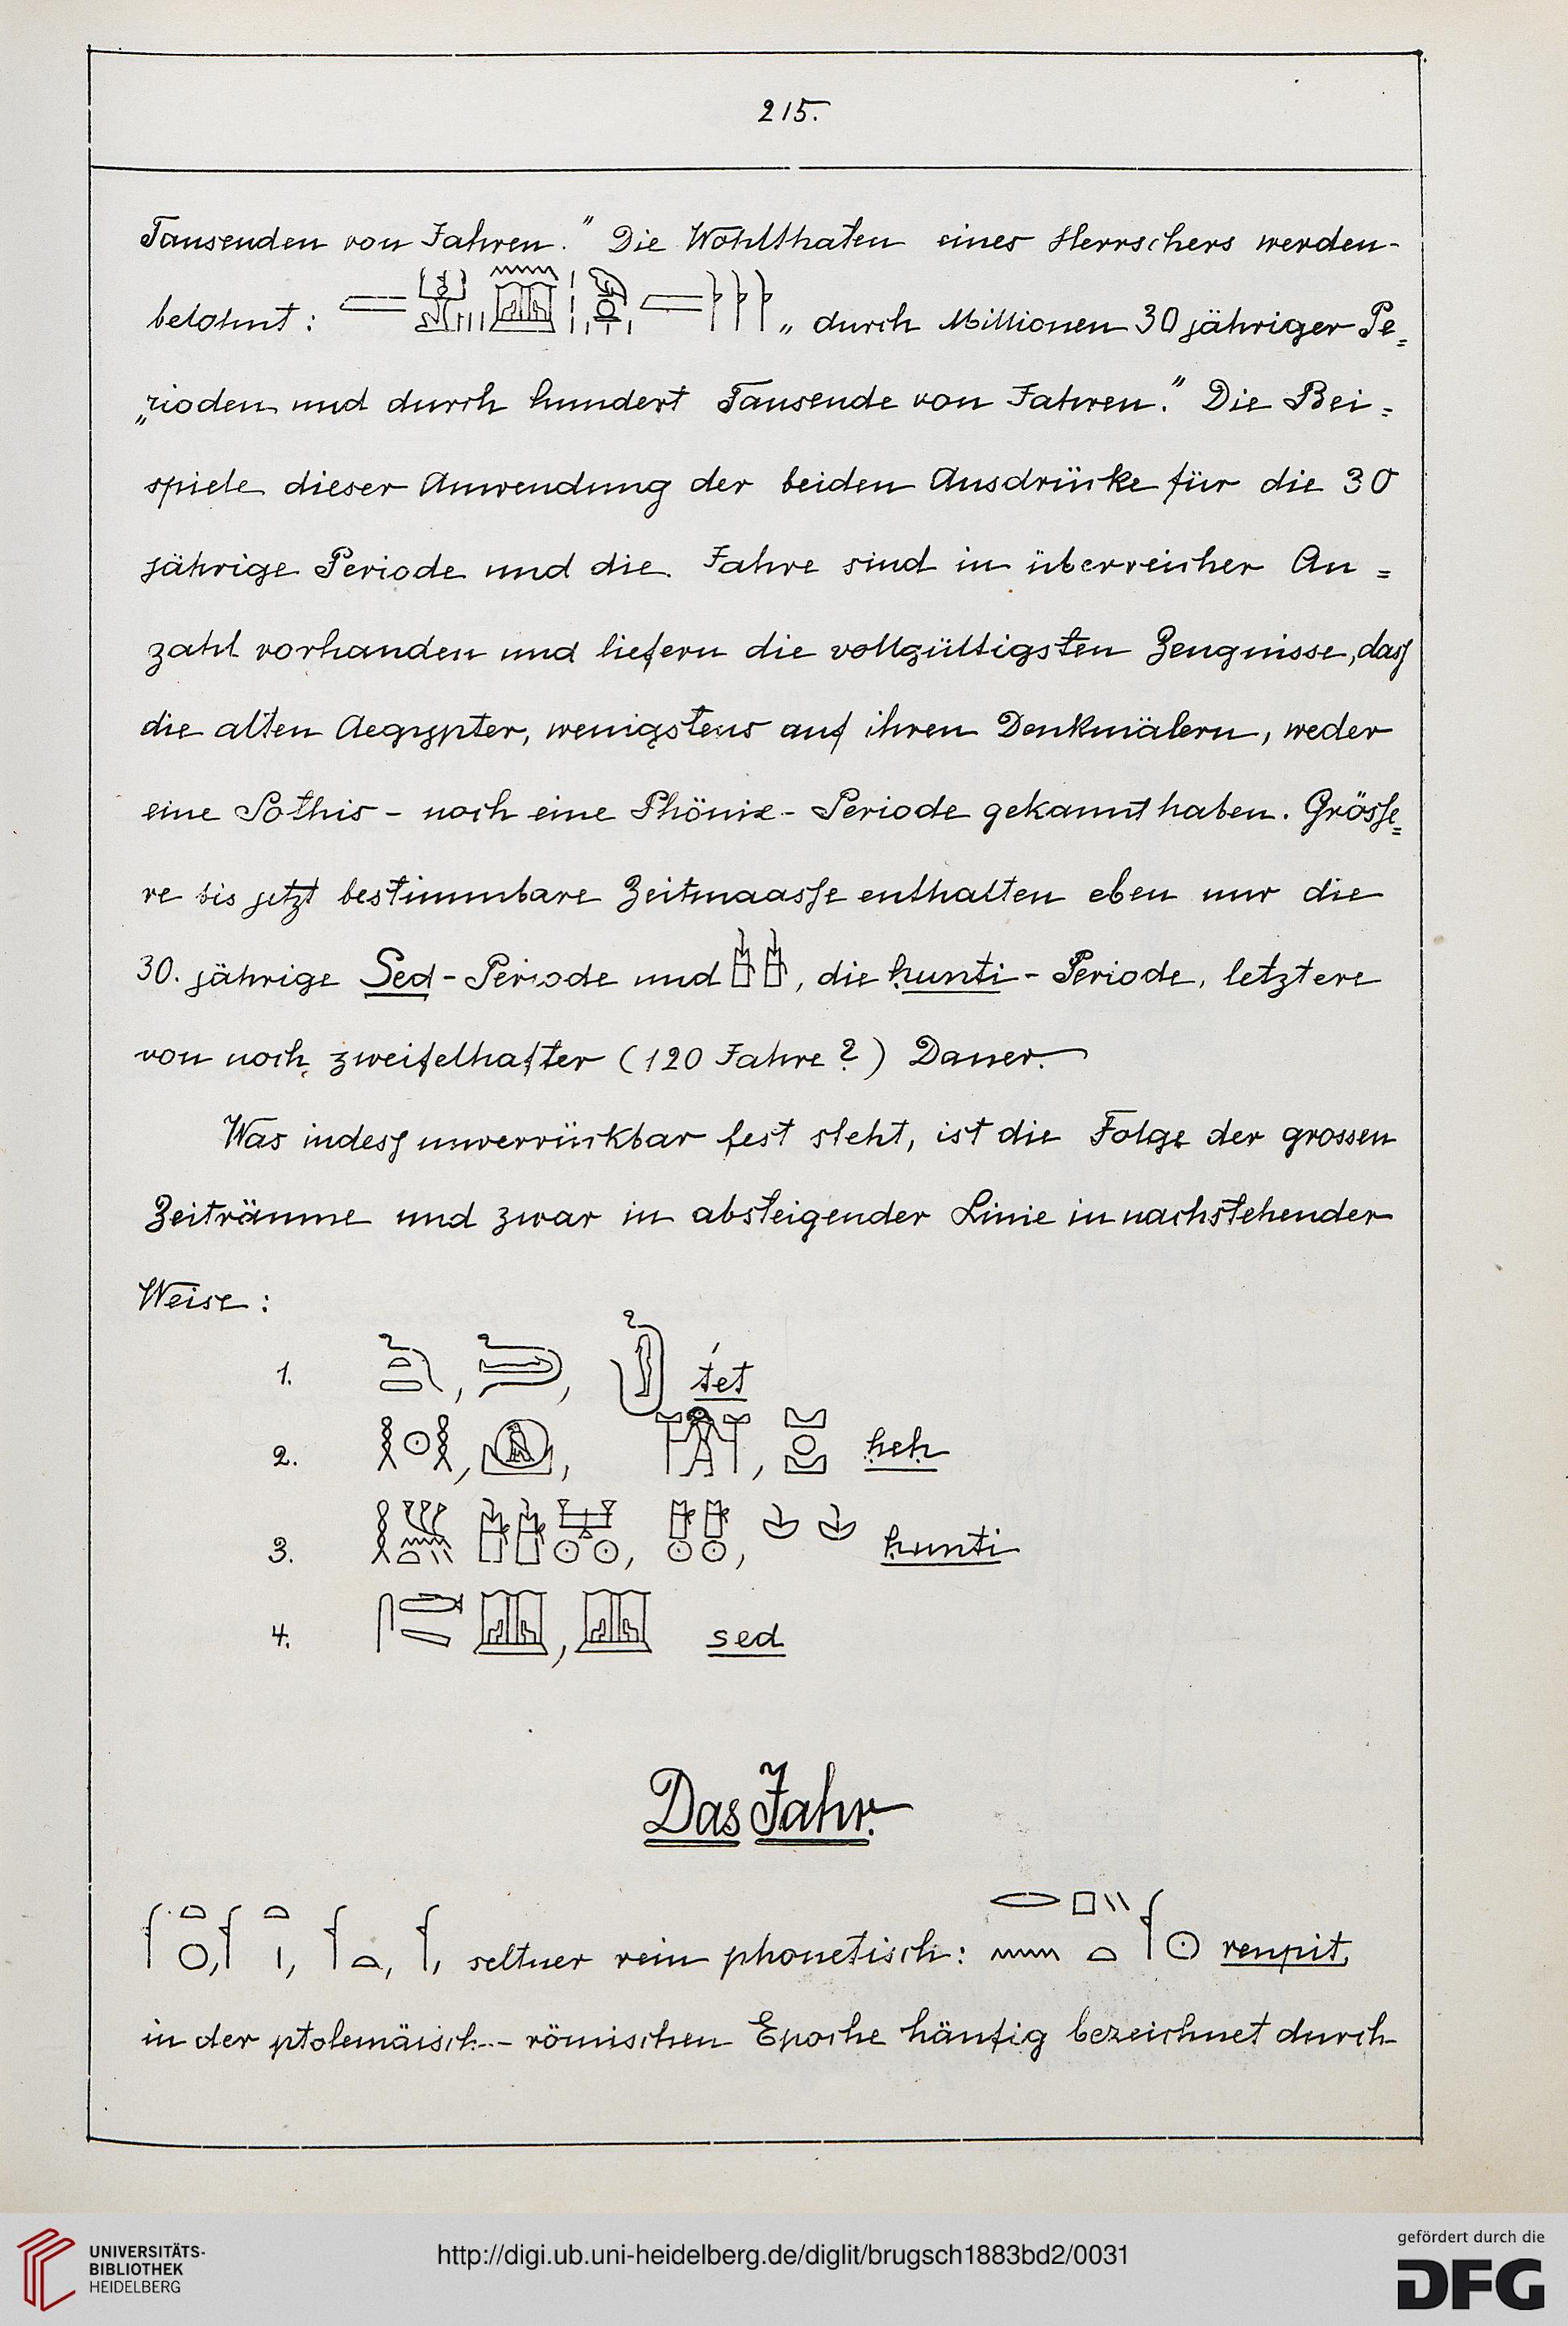 215.
Tausenden von Jahren." Die Wohlthaten eines Herrschers werden
belohnt: „ durch Millionen 30 jähriger Pe=
„rioden und durch hundert Tausende von Jahren." Die Bei=
spiele dieser Anwendung der beiden Ausdrücke für die 30
jährige Periode und die Jahre sind in überreicher An=
zahl vorhanden und liefern die vollgültigsten Zeugnisse, dass
die alten Aegypter, wenigstens auf ihren Denkmälern, weder
eine Sothis- noch eine Phönix-Periode gekannt haben. Grösse=
re bis jetzt bestimmbare Zeitmaasse enthalten eben nur die
30. jährige Sed-Periode und , die ḥunti-Periode, letztere
von noch zweifelhafter (120 Jahre?) Dauer.
Was indess unverrückbar fest steht, ist die Folge der grossen
Zeiträume und zwar in absteigender Linie in nachstehender
Weise:
1. , , t́et
2. , , , ḥeḥ
3. , , ḥunti
4. , sed
Das Jahr.
, , , , seltner rein phonetisch: renpit,
in der ptolemäisch-römischen Epoche häufig bezeichnet durch
UNIVERSITÄTS-
BIBLIOTHEK
HEIDELBERG
http://digi.ub.uni-heidelberg.de/diglit/brugsch1883bd2/0031
gefördert durch die
DFG